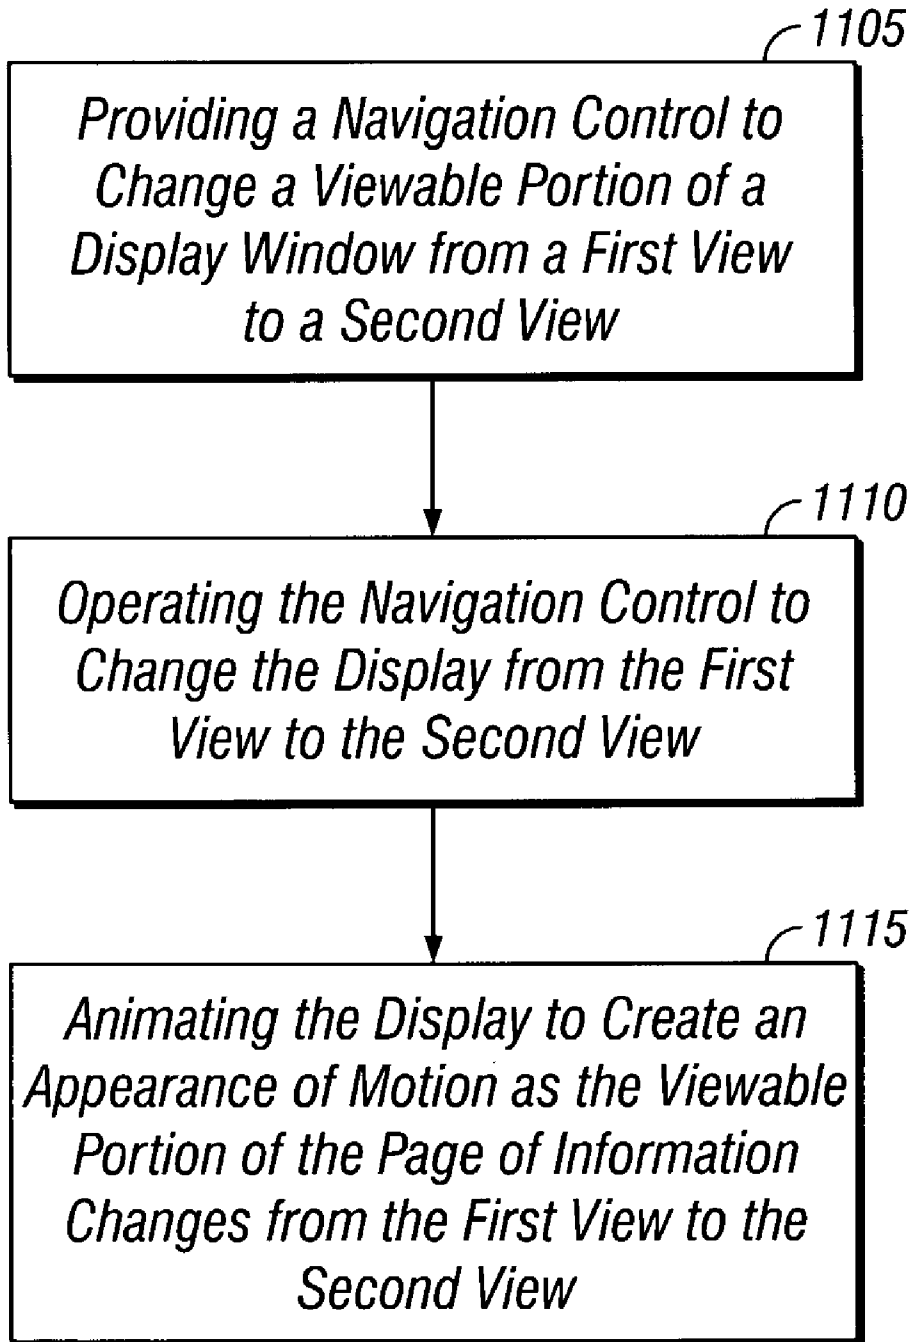 1105
Providing a Navigation Control to
Change a Viewable Portion of a
Display Window from a First View
to a Second View
1110
Operating the Navigation Control to
Change the Display from the First
View to the Second View
1115
Animating the Display to Create an
Appearance of Motion as the Viewable
Portion of the Page of Information
Changes from the First View to the
Second View